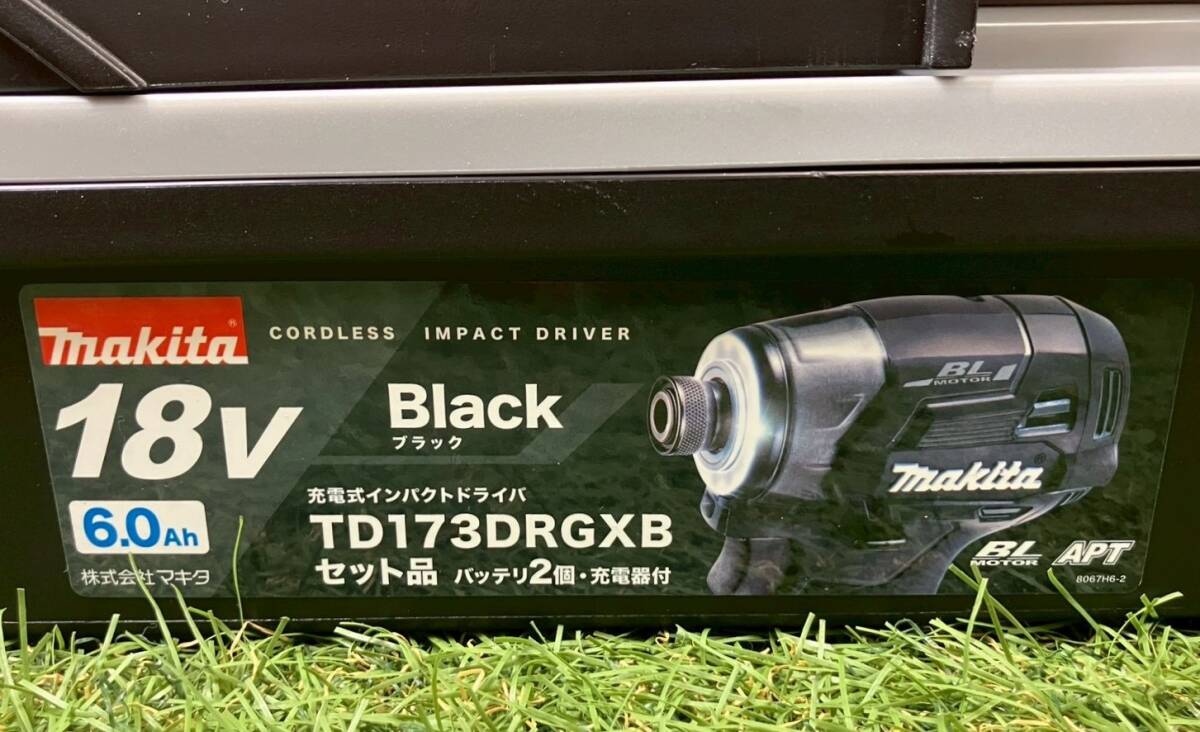 makita®
CORDLESS IMPACT DRIVER
18V
Black
ブラック
6.0Ah
充電式インパクトドライバ
TD173DRGXB
セット品 バッテリ2個・充電器付
株式会社マキタ
BL
MOTOR
makita
BL
MOTOR
APT
8067H6-2